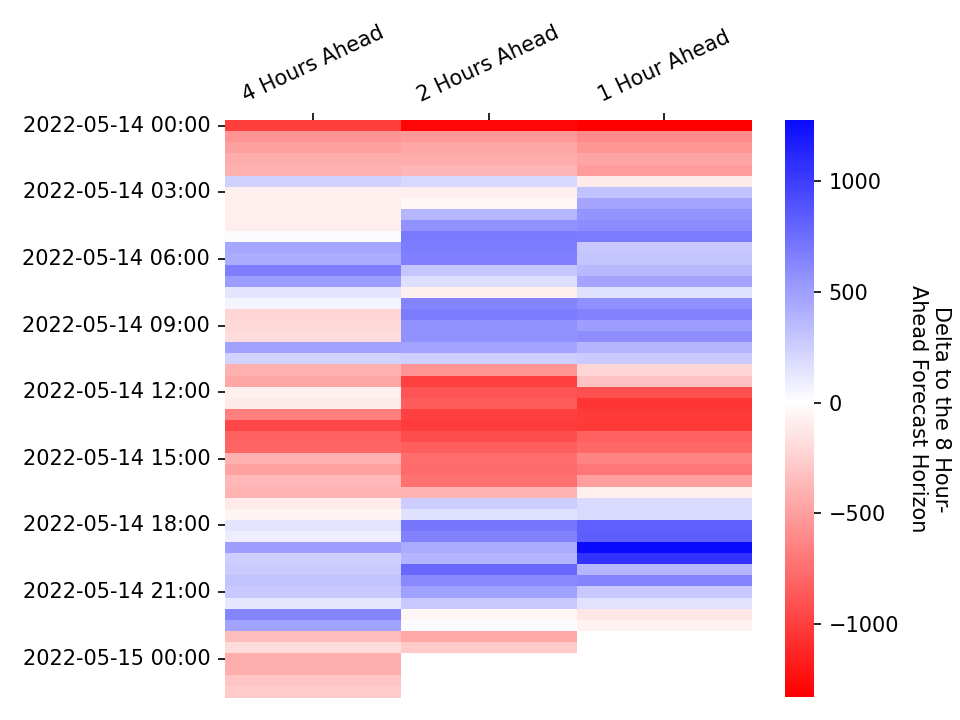 4 Hours Ahead
2 Hours Ahead
1 Hour Ahead
2022-05-14 00:00
2022-05-14 03:00
2022-05-14 06:00
2022-05-14 09:00
2022-05-14 12:00
2022-05-14 15:00
2022-05-14 18:00
2022-05-14 21:00
2022-05-15 00:00
1000
500
0
−500
−1000
Delta to the 8 Hour-
Ahead Forecast Horizon